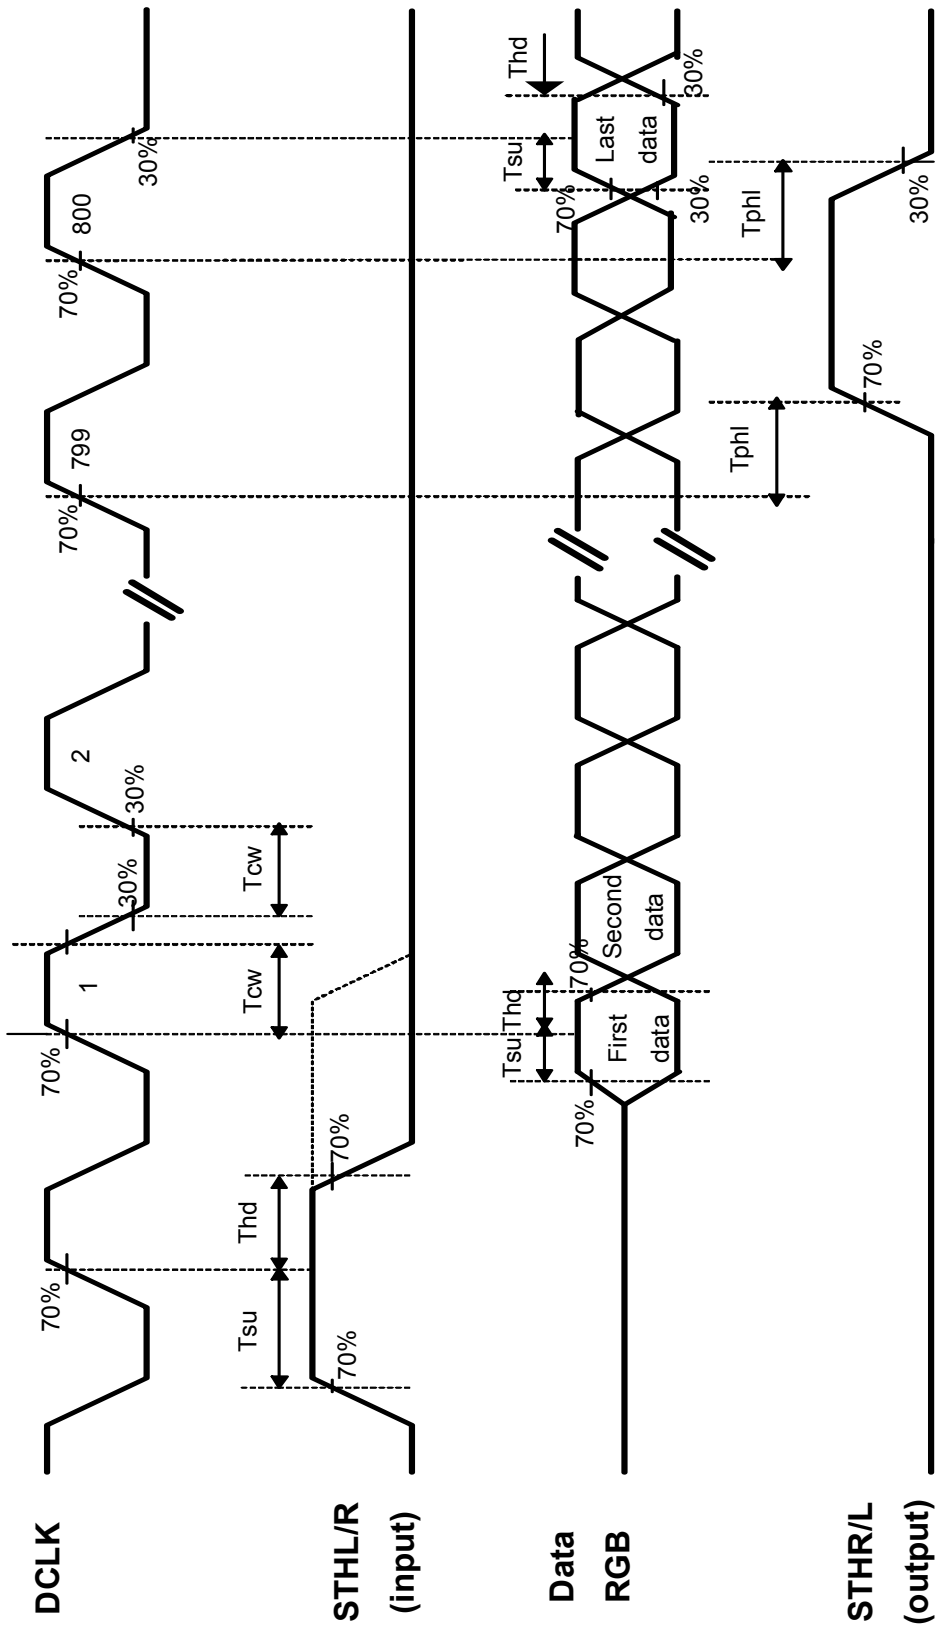 DCLK
70%
70%
1
30%
30%
2
70%
799
70%
800
30%
Tcw
Tcw
STHL/R
(input)
Tsu
Thd
70%
70%
Data
RGB
Tsu
Thd
70%
First
data
70%
Second
data
Tsu
Thd
70%
30%
Last
data
30%
STHR/L
(output)
Tphl
70%
Tphl
30%